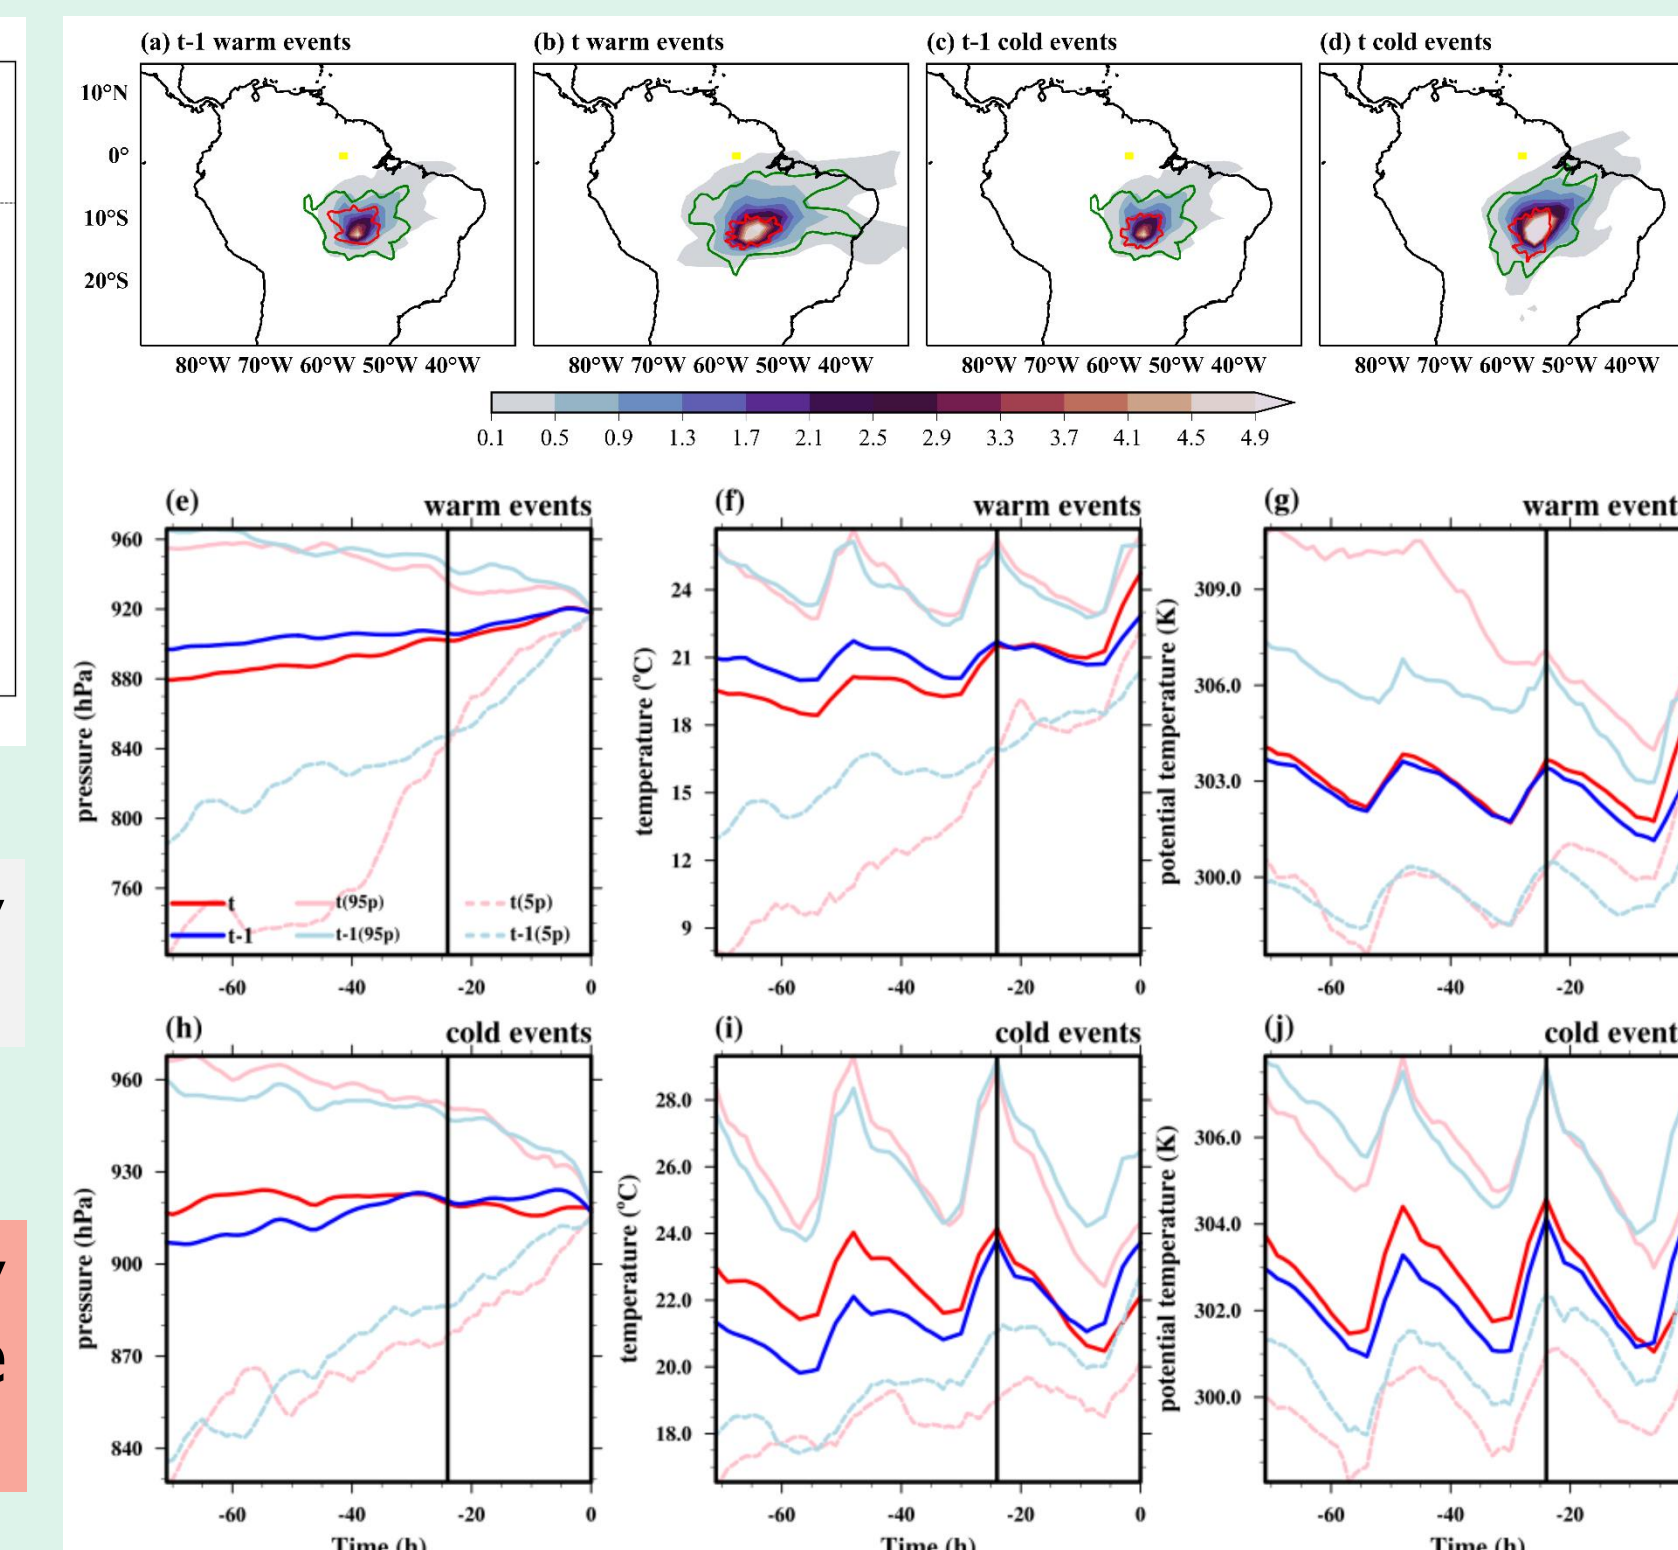 (a) t-1 warm events
(b) t warm events
(c) t-1 cold events
(d) t cold events
10°N
0°
10°S
20°S
80°W 70°W 60°W 50°W 40°W
80°W 70°W 60°W 50°W 40°W
80°W 70°W 60°W 50°W 40°W
80°W 70°W 60°W 50°W 40°W
0.1 0.5 0.9 1.3 1.7 2.1 2.5 2.9 3.3 3.7 4.1 4.5 4.9
(e) warm events
960
920
880
840
800
760
pressure (hPa)
t t(95p) t(5p)
t-1 t-1(95p) t-1(5p)
-60 -40 -20 0
(f) warm events
24
21
18
15
12
9
temperature (°C)
-60 -40 -20 0
(g) warm event
309.0
306.0
303.0
300.0
potential temperature (K)
-60 -40 -20
(h) cold events
960
930
900
870
840
pressure (hPa)
-60 -40 -20 0
Time (h)
(i) cold events
28.0
26.0
24.0
22.0
20.0
18.0
temperature (°C)
-60 -40 -20 0
Time (h)
(j) cold event
306.0
304.0
302.0
300.0
potential temperature (K)
-60 -40 -20
Time (h)
y
y
e